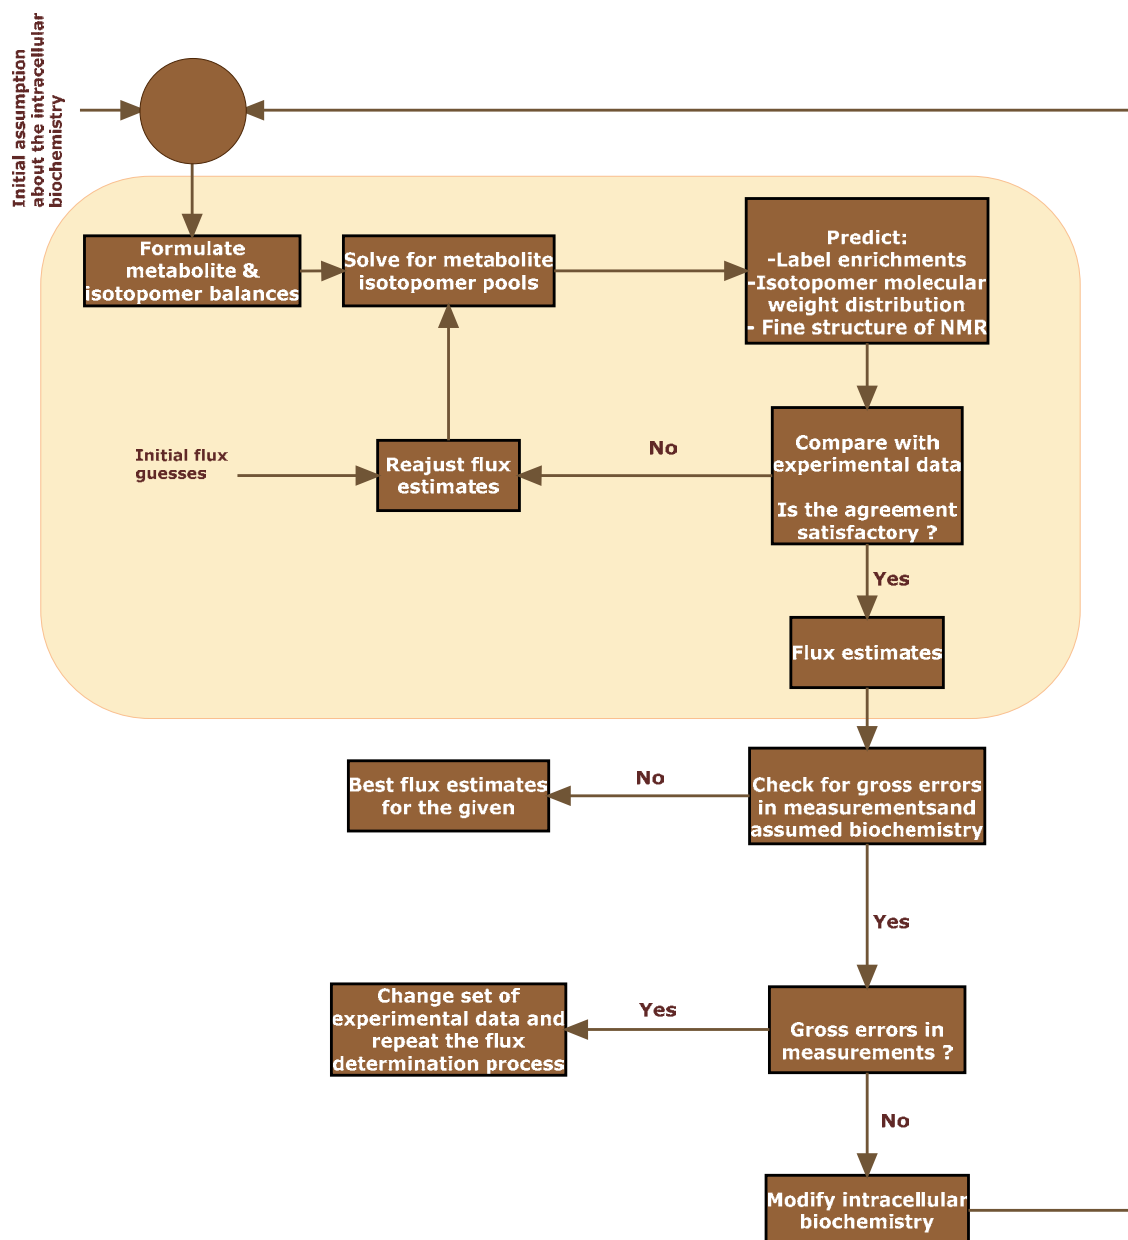 Initial assumption
about the intracellular
biochemistry
Formulate
metabolite &
isotopomer balances
Solve for metabolite
isotopomer pools
Predict:
-Label enrichments
-Isotopomer molecular
weight distribution
- Fine structure of NMR
Initial flux
guesses
Reajust flux
estimates
No
Compare with
experimental data
Is the agreement
satisfactory ?
Yes
Flux estimates
Best flux estimates
for the given
No
Check for gross errors
in measurementsand
assumed biochemistry
Yes
Change set of
experimental data and
repeat the flux
determination process
Yes
Gross errors in
measurements ?
No
Modify intracellular
biochemistry